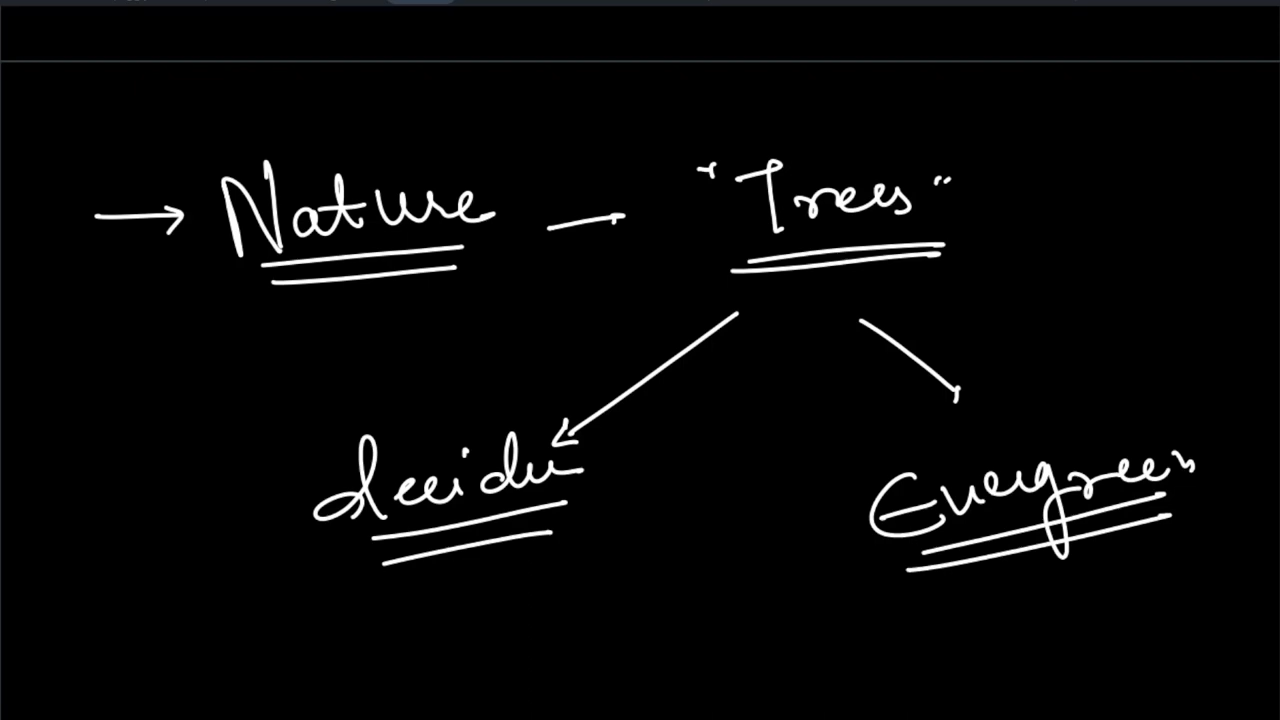 → Nature → "Trees"
decidu
Evergreen